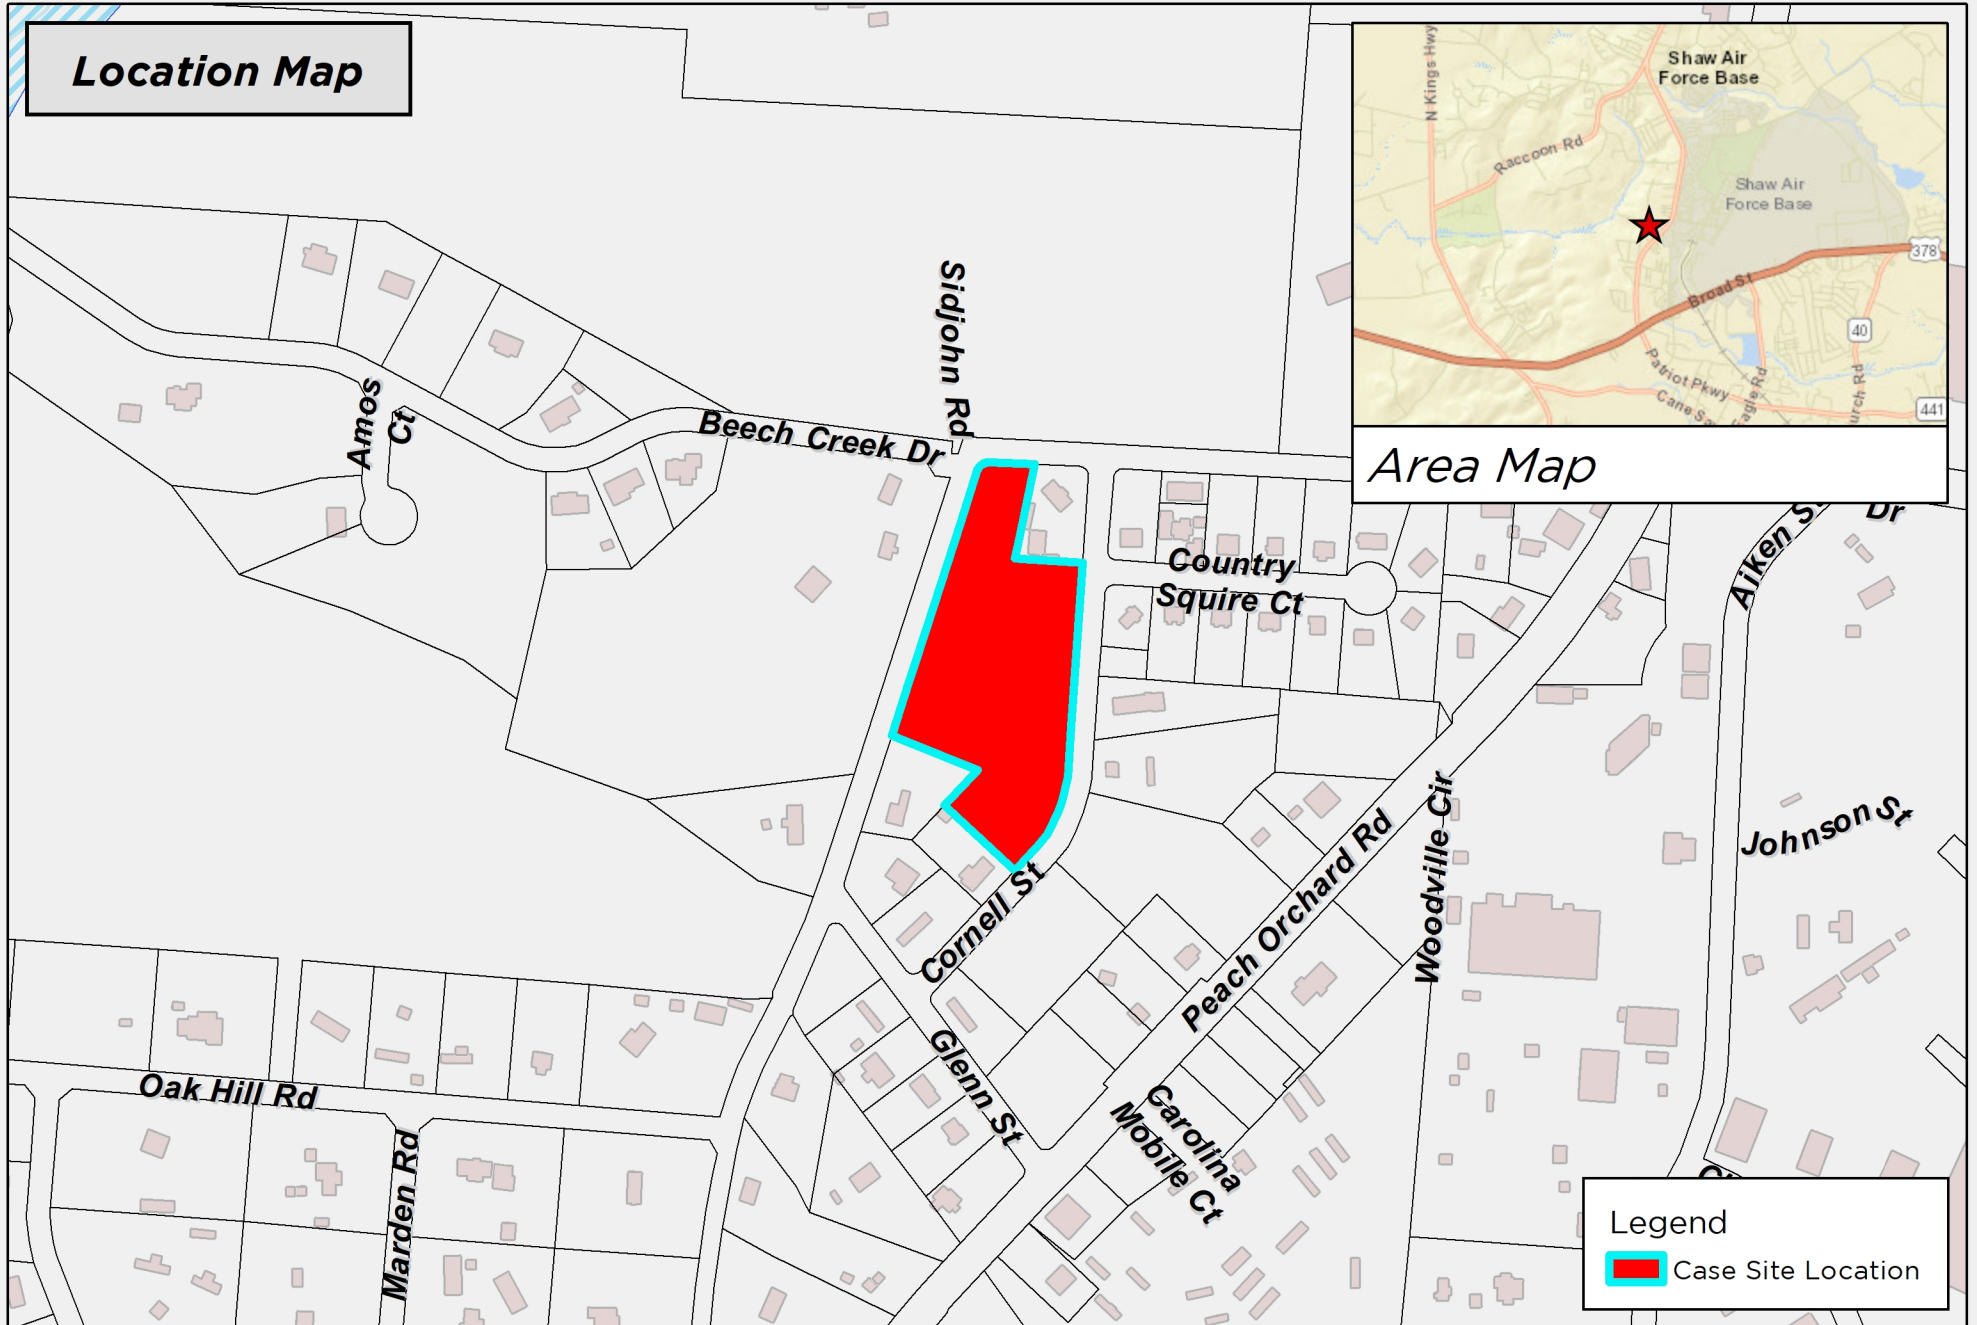 Location Map
Shaw Air
Force Base
N Kings Hwy
Raccoon Rd
Shaw Air
Force Base
378
Broad St
40
Patriot Pkwy
441
Area Map
Sidjohn Rd
Beech Creek Dr
Amos
Ct
Country
Squire Ct
Aiken
Dr
Woodville Cir
Johnson St
Peach Orchard Rd
Cornell St
Glenn St
Carolina
Mobile Ct
Oak Hill Rd
Marden Rd
Legend
Case Site Location